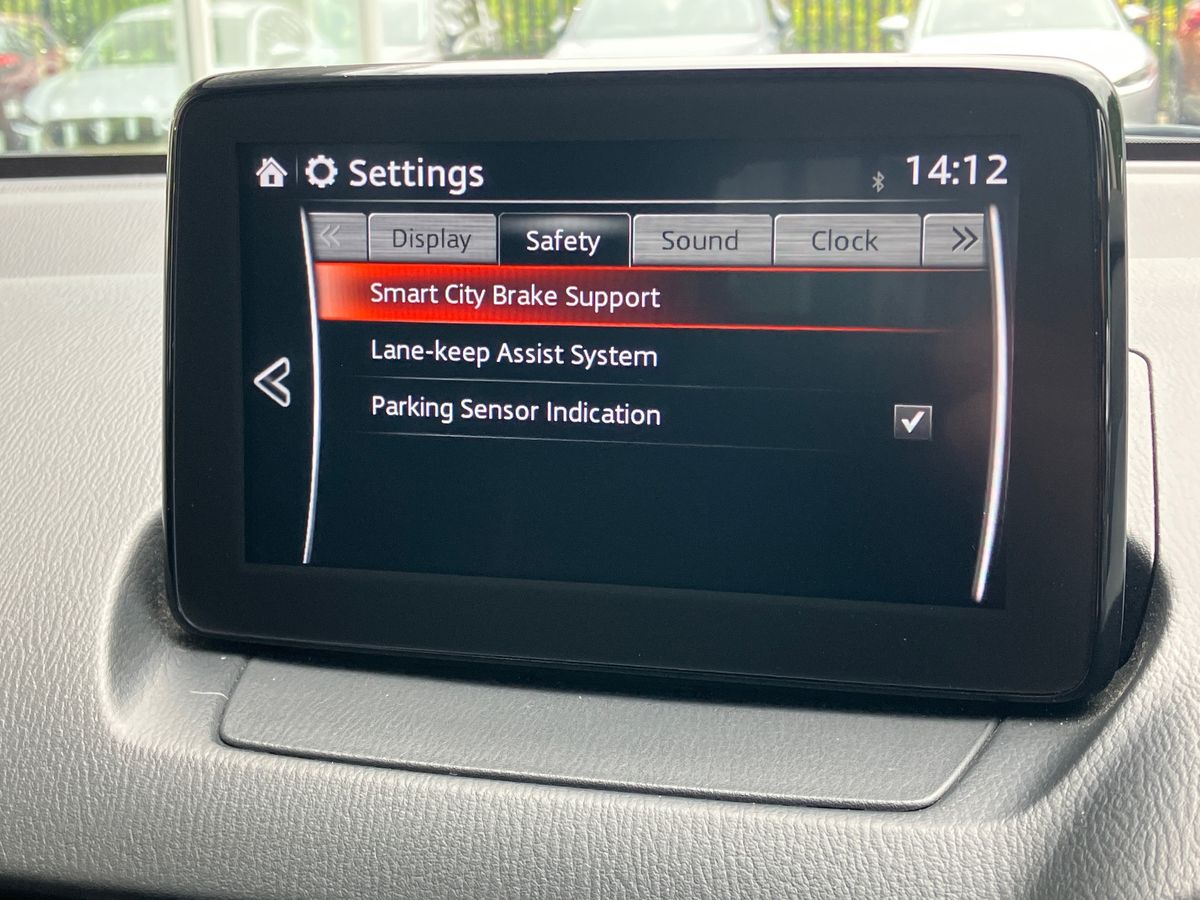 Settings 14:12
Display Safety Sound Clock
Smart City Brake Support
Lane-keep Assist System
Parking Sensor Indication